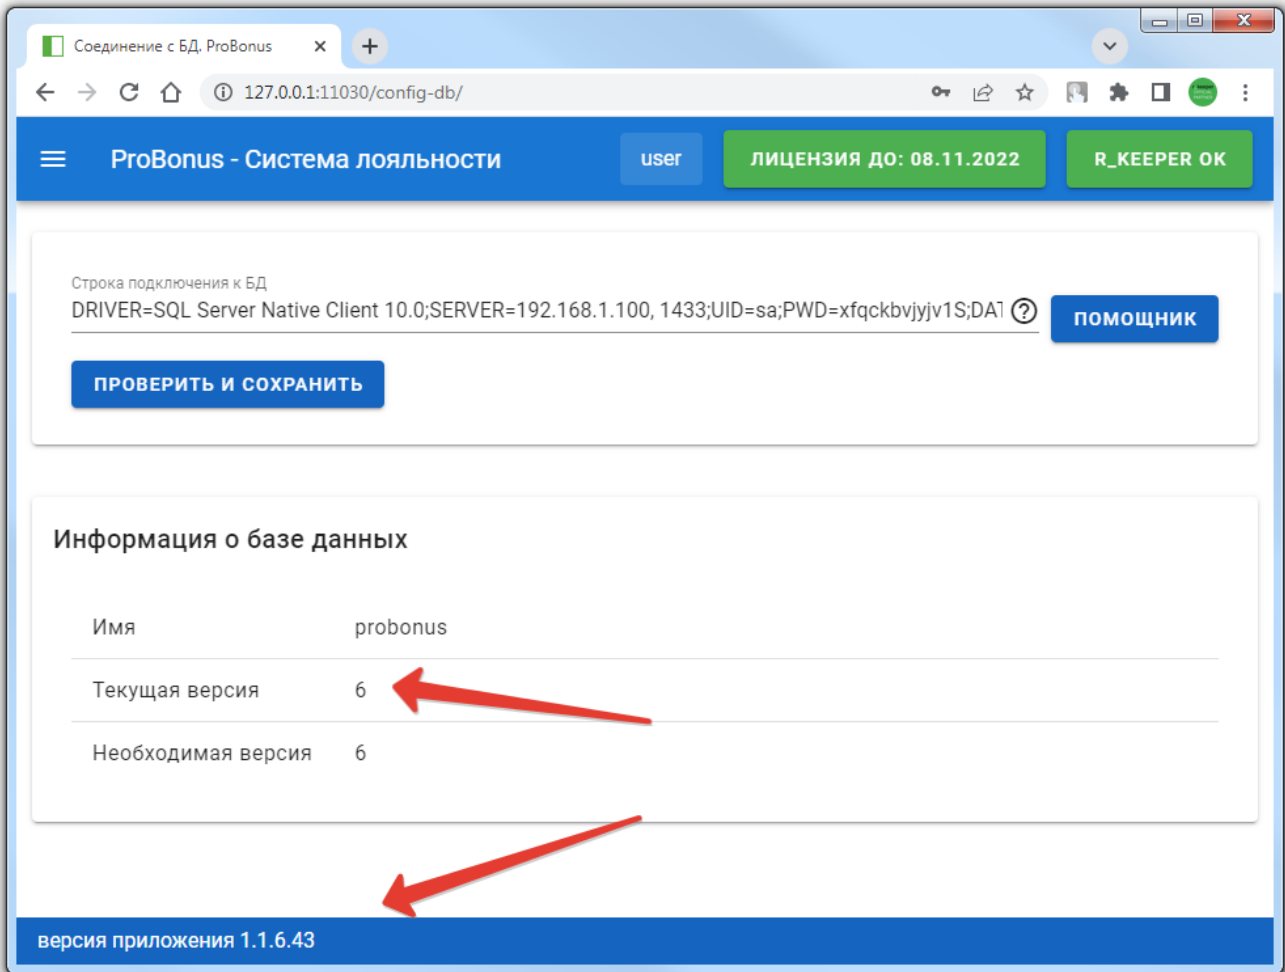 Соединение с БД. ProBonus
127.0.0.1:11030/config-db/
ProBonus - Система лояльности
user
ЛИЦЕНЗИЯ ДО: 08.11.2022
R_KEEPER OK
Строка подключения к БД
DRIVER=SQL Server Native Client 10.0;SERVER=192.168.1.100, 1433;UID=sa;PWD=xfqckbvjyjv1S;DAT
ПОМОЩНИК
ПРОВЕРИТЬ И СОХРАНИТЬ
Информация о базе данных
Имя probonus
Текущая версия 6
Необходимая версия 6
версия приложения 1.1.6.43